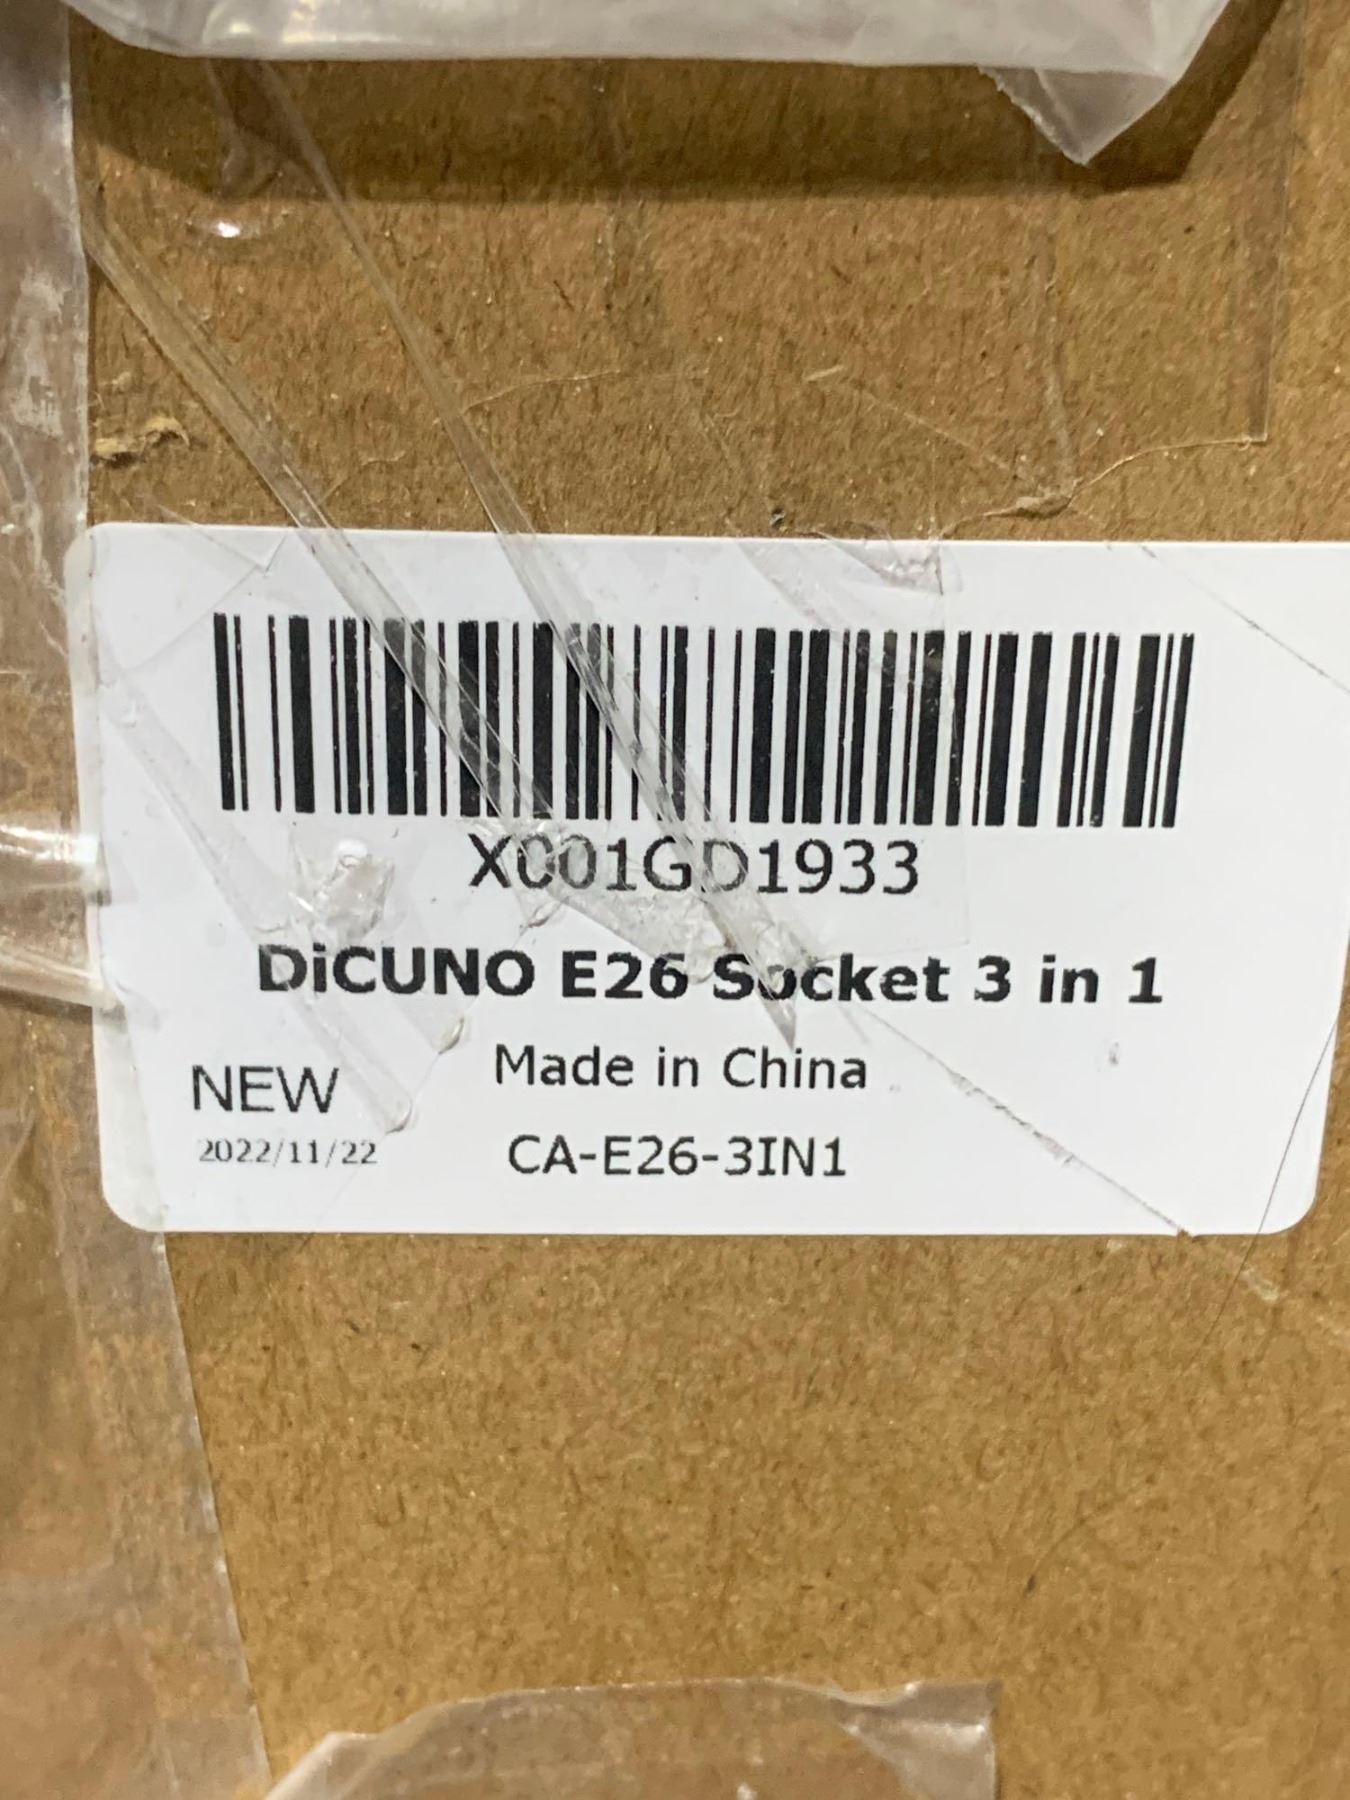 X001GD1933
DiCUNO E26 Socket 3 in 1
Made in China
NEW
2022/11/22
CA-E26-3IN1